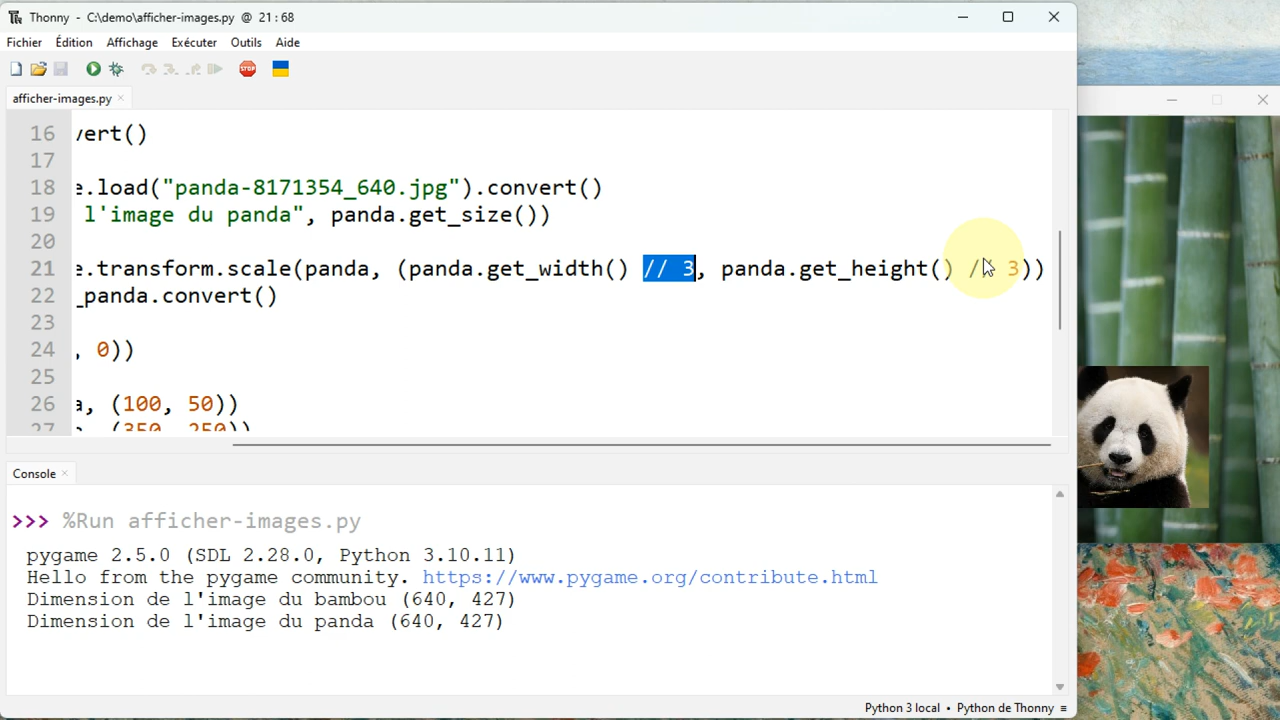 Thonny - C:\demo\afficher-images.py @ 21:68
Fichier Édition Affichage Exécuter Outils Aide
STOP
afficher-images.py ×
16 vert()
17
18 e.load("panda-8171354_640.jpg").convert()
19 l'image du panda", panda.get_size())
20
21 e.transform.scale(panda, (panda.get_width() // 3, panda.get_height() // 3))
22 _panda.convert()
23
24 , 0))
25
26 a, (100, 50))
27 , (350, 250))
Console ×
>>> %Run afficher-images.py
pygame 2.5.0 (SDL 2.28.0, Python 3.10.11)
Hello from the pygame community. https://www.pygame.org/contribute.html
Dimension de l'image du bambou (640, 427)
Dimension de l'image du panda (640, 427)
Python 3 local • Python de Thonny ≡